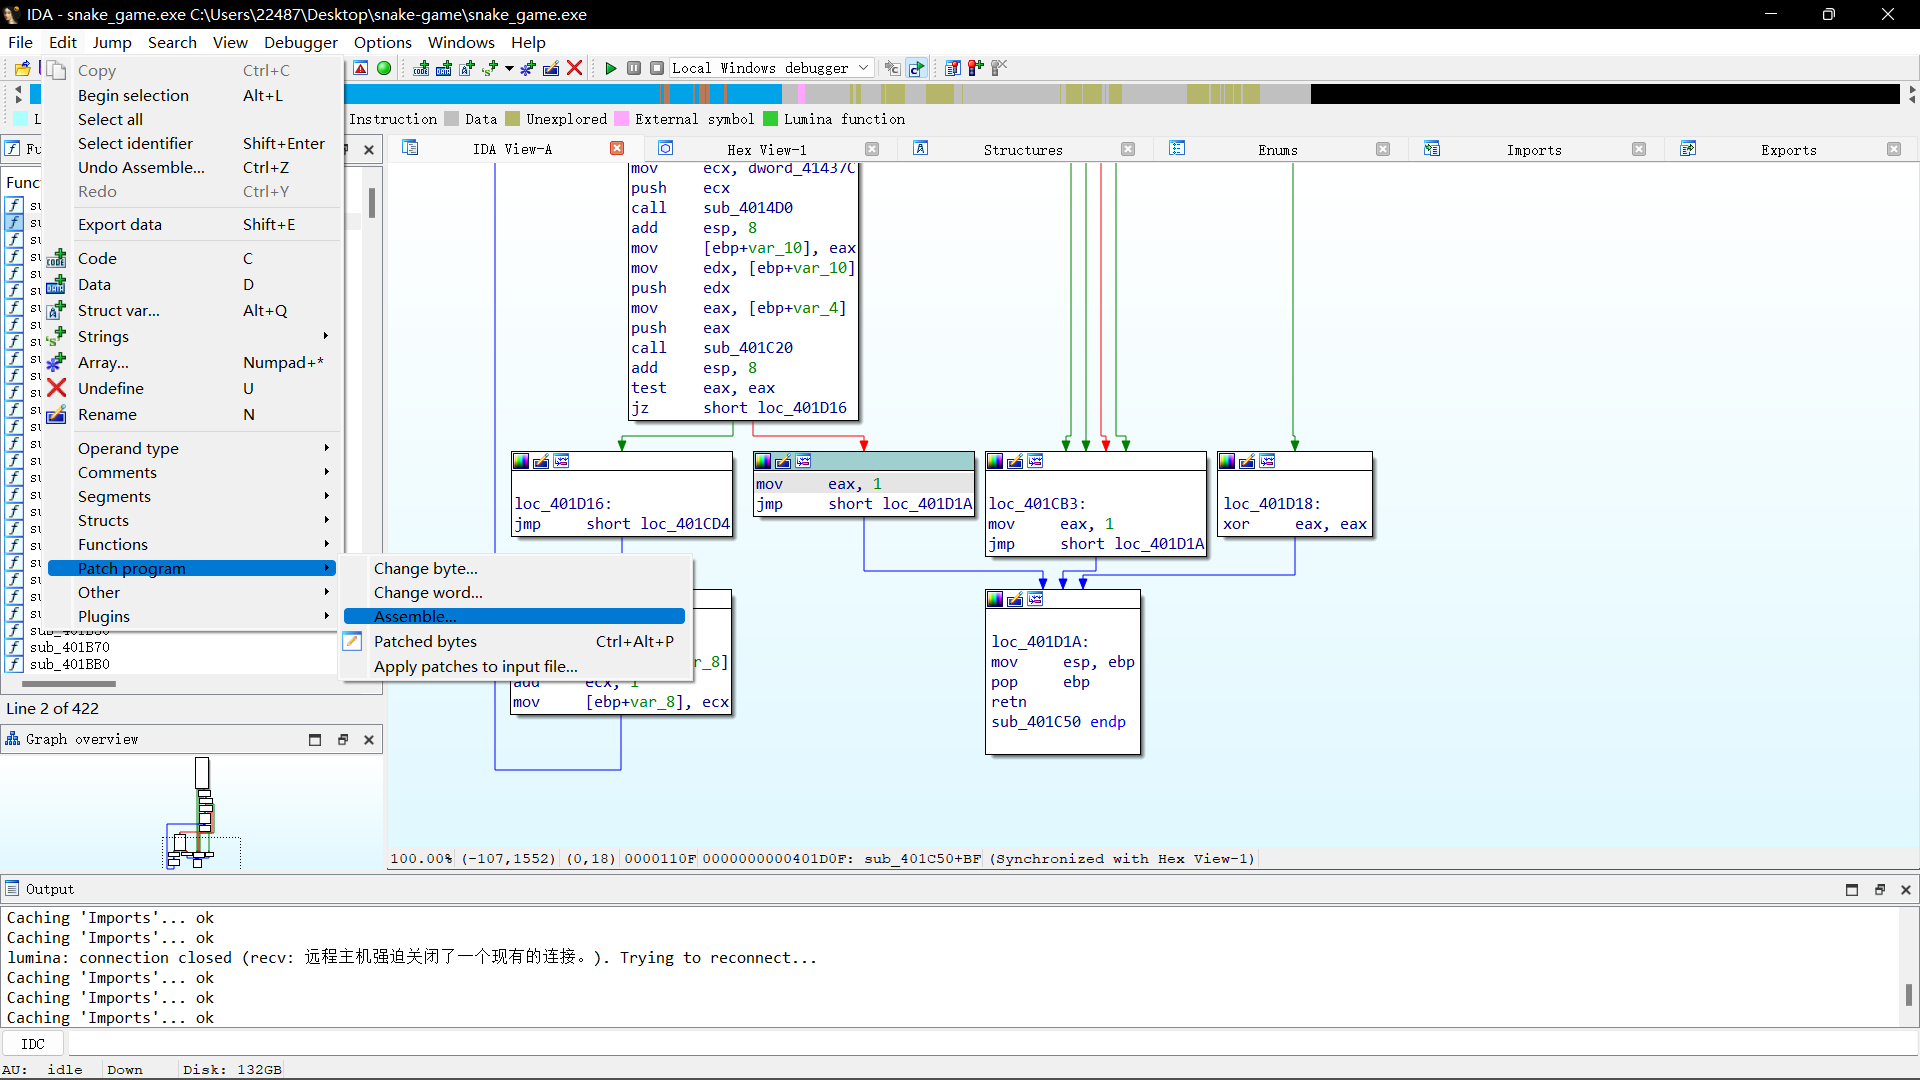 IDA - snake_game.exe C:\Users\22487\Desktop\snake-game\snake_game.exe
File Edit Jump Search View Debugger Options Windows Help
Local Windows debugger
Instruction Data Unexplored External symbol Lumina function
IDA View-A Hex View-1 Structures Enums Imports Exports
Copy Ctrl+C
Begin selection Alt+L
Select all
Select identifier Shift+Enter
Undo Assemble... Ctrl+Z
Redo Ctrl+Y
Export data Shift+E
Code C
Data D
Struct var... Alt+Q
Strings
Array... Numpad+*
Undefine U
Rename N
Operand type
Comments
Segments
Structs
Functions
Patch program
Other
Plugins
Change byte...
Change word...
Assemble...
Patched bytes Ctrl+Alt+P
Apply patches to input file...
sub_401B70
sub_401BB0
Line 2 of 422
Graph overview
mov ecx, dword_41437C
push ecx
call sub_4014D0
add esp, 8
mov [ebp+var_10], eax
mov edx, [ebp+var_10]
push edx
mov eax, [ebp+var_4]
push eax
call sub_401C20
add esp, 8
test eax, eax
jz short loc_401D16
loc_401D16:
jmp short loc_401CD4
mov eax, 1
jmp short loc_401D1A
loc_401CB3:
mov eax, 1
jmp short loc_401D1A
loc_401D18:
xor eax, eax
r_8]
add ecx, 1
mov [ebp+var_8], ecx
loc_401D1A:
mov esp, ebp
pop ebp
retn
sub_401C50 endp
100.00% (-107,1552) (0,18) 0000110F 0000000000401D0F: sub_401C50+BF (Synchronized with Hex View-1)
Output
Caching 'Imports'... ok
Caching 'Imports'... ok
lumina: connection closed (recv: 远程主机强迫关闭了一个现有的连接。). Trying to reconnect...
Caching 'Imports'... ok
Caching 'Imports'... ok
Caching 'Imports'... ok
IDC
AU: idle Down Disk: 132GB